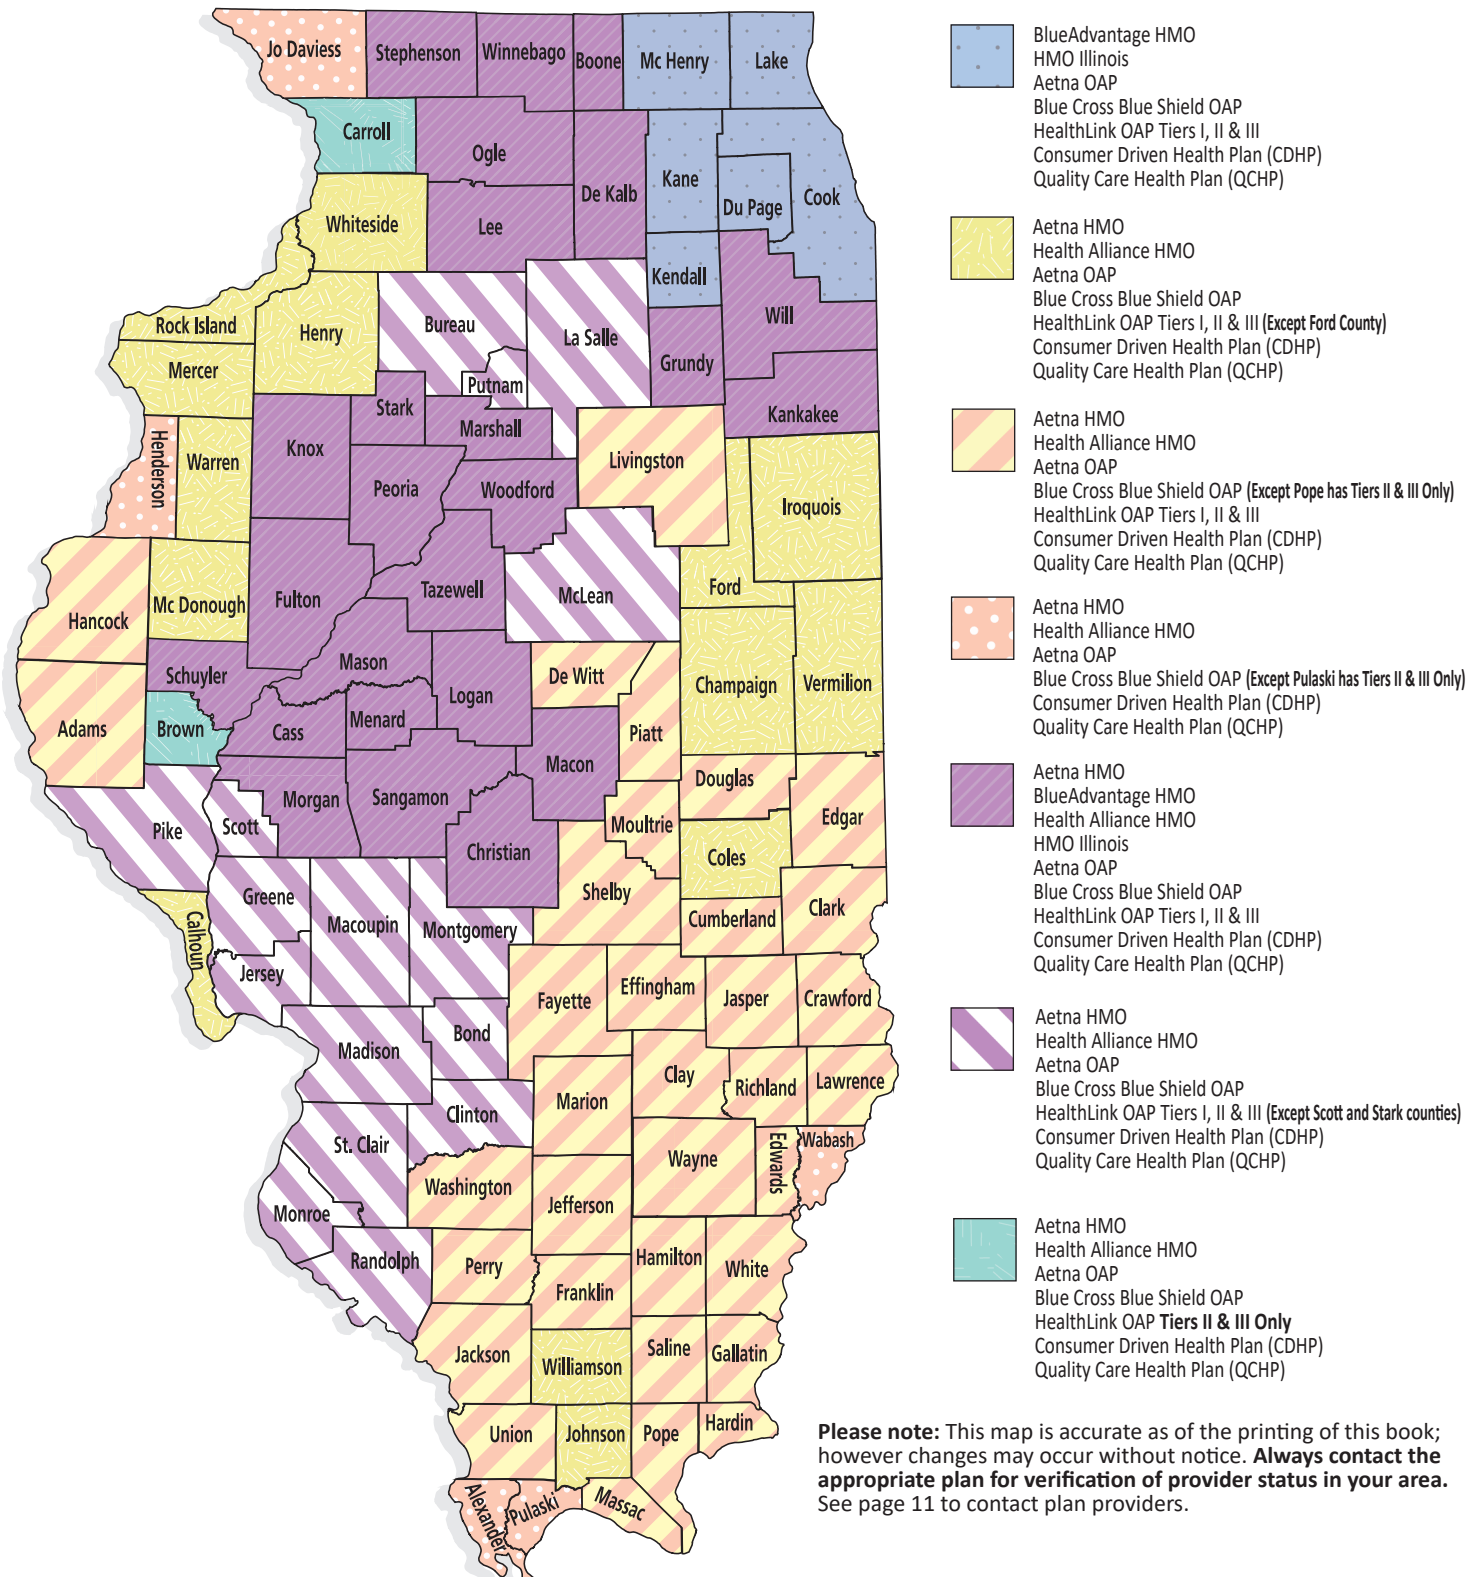 Jo Daviess
Stephenson
Winnebago
Boone
Mc Henry
Lake
Carroll
Ogle
De Kalb
Kane
Du Page
Cook
Whiteside
Lee
Kendall
Rock Island
Henry
Bureau
La Salle
Will
Mercer
Putnam
Grundy
Stark
Marshall
Kankakee
Henderson
Warren
Knox
Peoria
Woodford
Livingston
Iroquois
Hancock
Mc Donough
Fulton
Tazewell
McLean
Ford
Schuyler
Mason
Logan
De Witt
Champaign
Vermilion
Adams
Brown
Cass
Menard
Piatt
Macon
Douglas
Pike
Scott
Morgan
Sangamon
Christian
Moultrie
Edgar
Coles
Shelby
Calhoun
Greene
Macoupin
Montgomery
Cumberland
Clark
Jersey
Fayette
Effingham
Jasper
Crawford
Madison
Bond
Clay
Richland
Lawrence
Marion
Clinton
St. Clair
Wayne
Edwards
Wabash
Washington
Jefferson
Monroe
Randolph
Perry
Hamilton
White
Franklin
Jackson
Williamson
Saline
Gallatin
Union
Johnson
Pope
Hardin
Alexander
Pulaski
Massac
BlueAdvantage HMO
HMO Illinois
Aetna OAP
Blue Cross Blue Shield OAP
HealthLink OAP Tiers I, II & III
Consumer Driven Health Plan (CDHP)
Quality Care Health Plan (QCHP)
Aetna HMO
Health Alliance HMO
Aetna OAP
Blue Cross Blue Shield OAP
HealthLink OAP Tiers I, II & III (Except Ford County)
Consumer Driven Health Plan (CDHP)
Quality Care Health Plan (QCHP)
Aetna HMO
Health Alliance HMO
Aetna OAP
Blue Cross Blue Shield OAP (Except Pope has Tiers II & III Only)
HealthLink OAP Tiers I, II & III
Consumer Driven Health Plan (CDHP)
Quality Care Health Plan (QCHP)
Aetna HMO
Health Alliance HMO
Aetna OAP
Blue Cross Blue Shield OAP (Except Pulaski has Tiers II & III Only)
Consumer Driven Health Plan (CDHP)
Quality Care Health Plan (QCHP)
Aetna HMO
BlueAdvantage HMO
Health Alliance HMO
HMO Illinois
Aetna OAP
Blue Cross Blue Shield OAP
HealthLink OAP Tiers I, II & III
Consumer Driven Health Plan (CDHP)
Quality Care Health Plan (QCHP)
Aetna HMO
Health Alliance HMO
Aetna OAP
Blue Cross Blue Shield OAP
HealthLink OAP Tiers I, II & III (Except Scott and Stark counties)
Consumer Driven Health Plan (CDHP)
Quality Care Health Plan (QCHP)
Aetna HMO
Health Alliance HMO
Aetna OAP
Blue Cross Blue Shield OAP
HealthLink OAP Tiers II & III Only
Consumer Driven Health Plan (CDHP)
Quality Care Health Plan (QCHP)
Please note: This map is accurate as of the printing of this book;
however changes may occur without notice. Always contact the
appropriate plan for verification of provider status in your area.
See page 11 to contact plan providers.